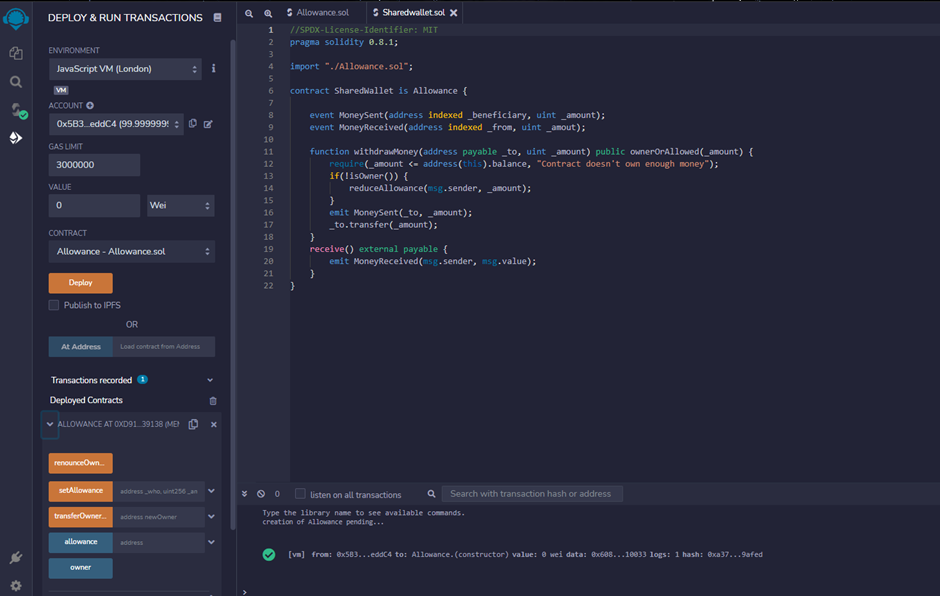 DEPLOY & RUN TRANSACTIONS
ENVIRONMENT
JavaScript VM (London)
VM
ACCOUNT
0x5B3...eddC4 (99.9999999
GAS LIMIT
3000000
VALUE
0
Wei
CONTRACT
Allowance - Allowance.sol
Deploy
Publish to IPFS
OR
At Address
Load contract from Address
Transactions recorded 1
Deployed Contracts
ALLOWANCE AT 0XD91...39138 (MEM
renounceOwn...
setAllowance
address _who, uint256 _an
transferOwner...
address newOwner
allowance
address
owner
Allowance.sol
Sharedwallet.sol
1 //SPDX-License-Identifier: MIT
2 pragma solidity 0.8.1;
3
4 import "./Allowance.sol";
5
6 contract SharedWallet is Allowance {
7
8 event MoneySent(address indexed _beneficiary, uint _amount);
9 event MoneyReceived(address indexed _from, uint _amout);
10
11 function withdrawMoney(address payable _to, uint _amount) public ownerOrAllowed(_amount) {
12 require(_amount <= address(this).balance, "Contract doesn't own enough money");
13 if(!isOwner()) {
14 reduceAllowance(msg.sender, _amount);
15 }
16 emit MoneySent(_to, _amount);
17 _to.transfer(_amount);
18 }
19 receive() external payable {
20 emit MoneyReceived(msg.sender, msg.value);
21 }
22 }
0
listen on all transactions
Search with transaction hash or address
Type the library name to see available commands.
creation of Allowance pending...
[vm] from: 0x5B3...eddC4 to: Allowance.(constructor) value: 0 wei data: 0x608...10033 logs: 1 hash: 0xa37...9afed
>